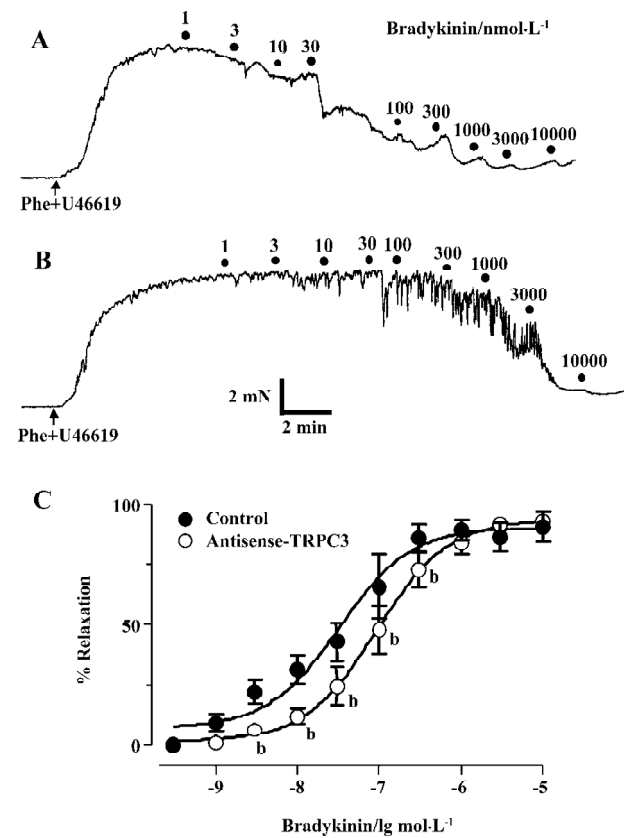 A
1 3 10 30
Bradykinin/nmol·L⁻¹
100 300 1000 3000 10000
Phe+U46619
B
1 3 10 30 100 300 1000 3000 10000
2 mN
2 min
Phe+U46619
C
100
Control
Antisense-TRPC3
% Relaxation
50
0
b b b b b
-9 -8 -7 -6 -5
Bradykinin/lg mol·L⁻¹